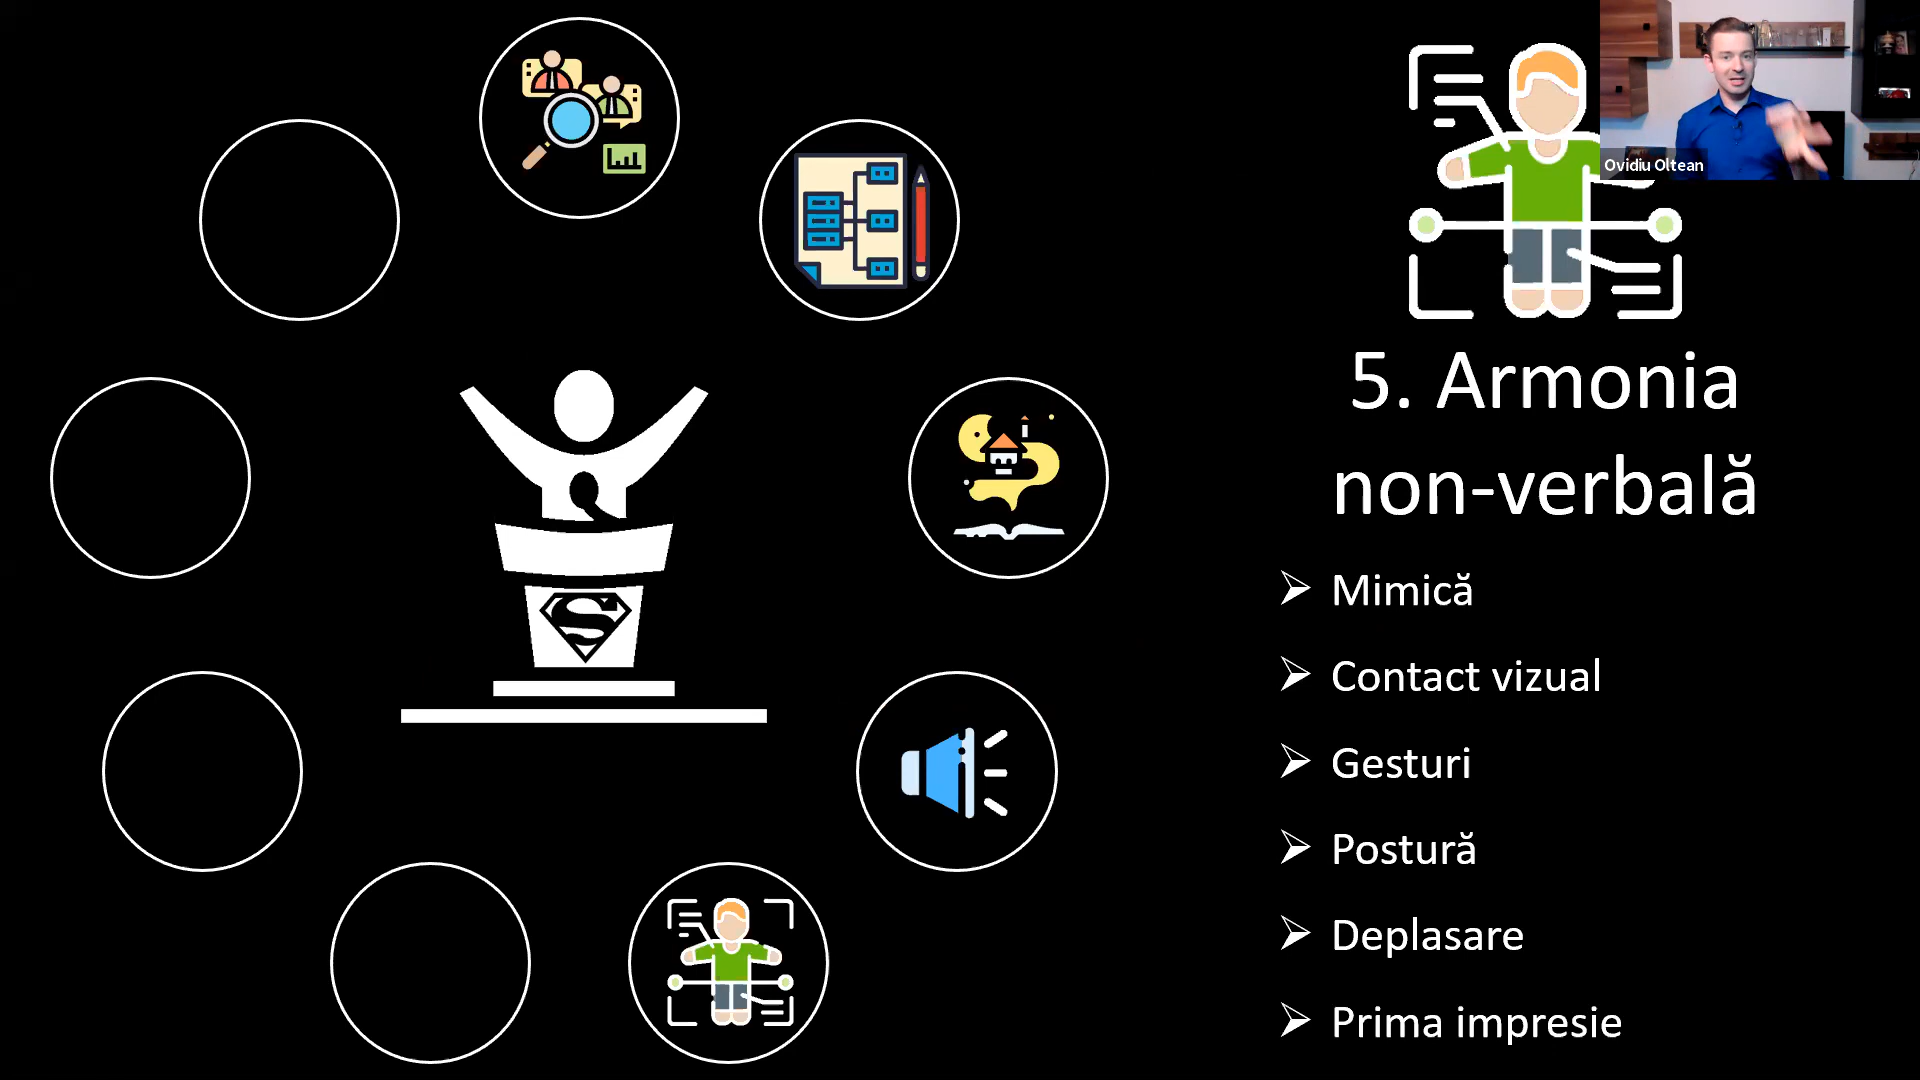 Ovidiu Oltean
5. Armonia
non-verbală
Mimică
Contact vizual
Gesturi
Postură
Deplasare
Prima impresie
S